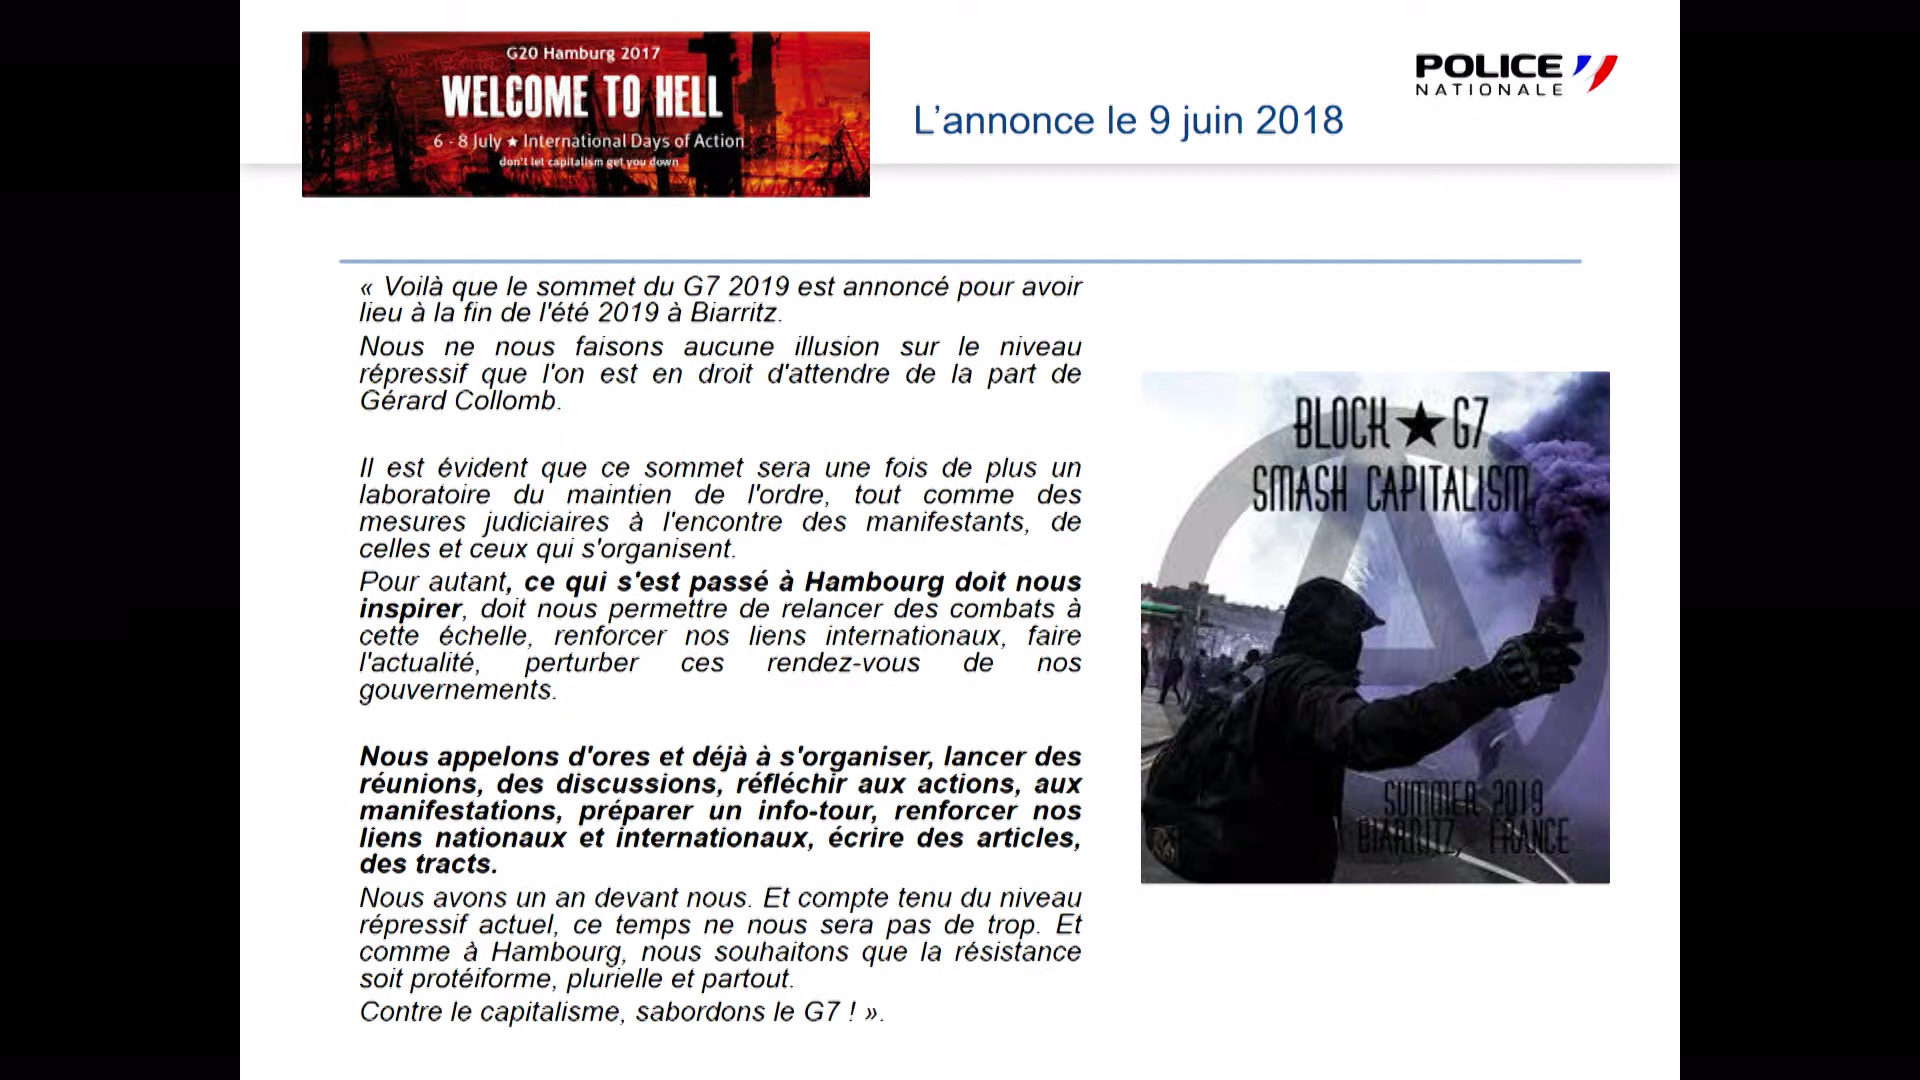 G20 Hamburg 2017
WELCOME TO HELL
6 - 8 July ★ International Days of Action
don't let capitalism get you down
L'annonce le 9 juin 2018
POLICE
NATIONALE
« Voilà que le sommet du G7 2019 est annoncé pour avoir
lieu à la fin de l'été 2019 à Biarritz.
Nous ne nous faisons aucune illusion sur le niveau
répressif que l'on est en droit d'attendre de la part de
Gérard Collomb.
Il est évident que ce sommet sera une fois de plus un
laboratoire du maintien de l'ordre, tout comme des
mesures judiciaires à l'encontre des manifestants, de
celles et ceux qui s'organisent.
Pour autant, ce qui s'est passé à Hambourg doit nous
inspirer, doit nous permettre de relancer des combats à
cette échelle, renforcer nos liens internationaux, faire
l'actualité, perturber ces rendez-vous de nos
gouvernements.
Nous appelons d'ores et déjà à s'organiser, lancer des
réunions, des discussions, réfléchir aux actions, aux
manifestations, préparer un info-tour, renforcer nos
liens nationaux et internationaux, écrire des articles,
des tracts.
Nous avons un an devant nous. Et compte tenu du niveau
répressif actuel, ce temps ne nous sera pas de trop. Et
comme à Hambourg, nous souhaitons que la résistance
soit protéiforme, plurielle et partout.
Contre le capitalisme, sabordons le G7 ! ».
BLOCK ★ G7
SMASH CAPITALISM
SUMMER 2019
BIARRITZ, FRANCE